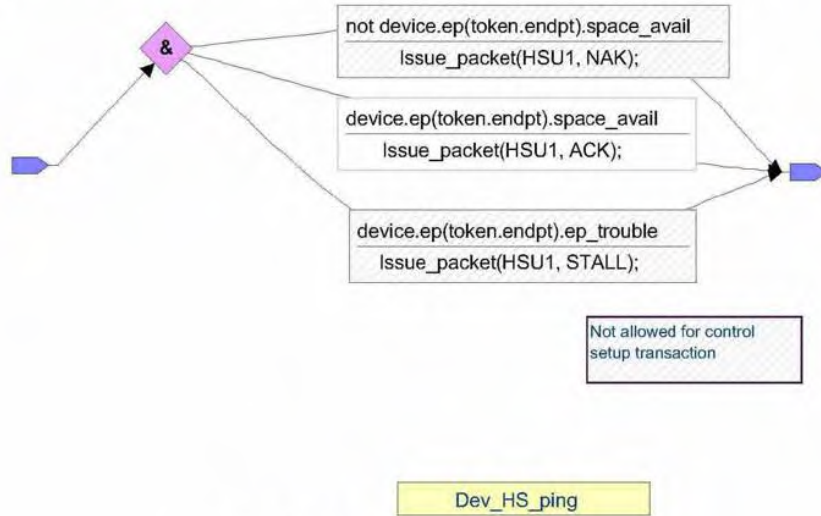 &
not device.ep(token.endpt).space_avail
Issue_packet(HSU1, NAK);
device.ep(token.endpt).space_avail
Issue_packet(HSU1, ACK);
device.ep(token.endpt).ep_trouble
Issue_packet(HSU1, STALL);
Not allowed for control
setup transaction
Dev_HS_ping